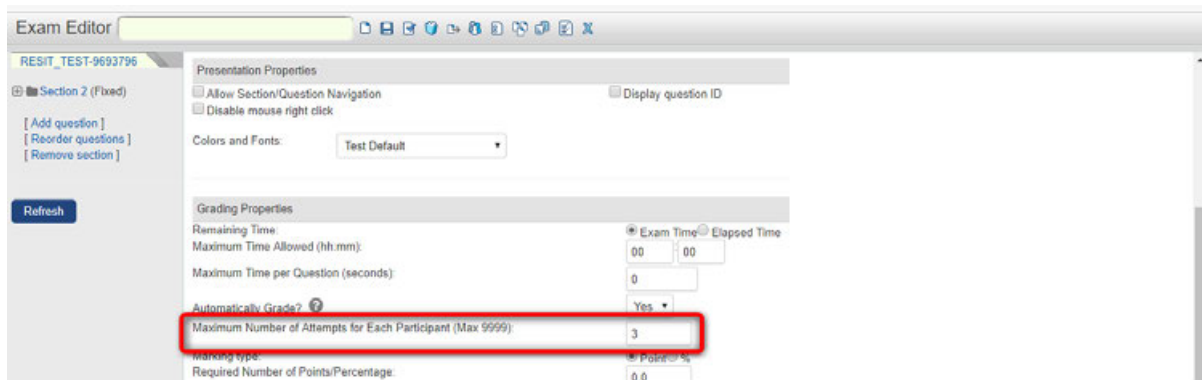 Exam Editor
RESIT_TEST-9693796
Section 2 (Fixed)
[ Add question ]
[ Reorder questions ]
[ Remove section ]
Refresh
Presentation Properties
Allow Section/Question Navigation Display question ID
Disable mouse right click
Colors and Fonts: Test Default
Grading Properties
Remaining Time: Exam Time Elapsed Time
Maximum Time Allowed (hh:mm): 00 : 00
Maximum Time per Question (seconds): 0
Automatically Grade? ? Yes
Maximum Number of Attempts for Each Participant (Max 9999): 3
Marking type: Point %
Required Number of Points/Percentage: 0.0